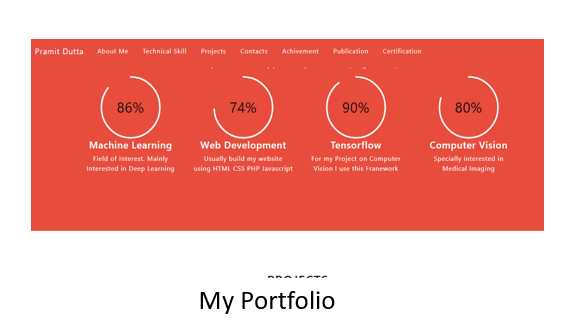 Pramit Dutta About Me Technical Skill Projects Contacts Achivement Publication Certification
86% 74% 90% 80%
Machine Learning Web Development Tensorflow Computer Vision
Field of Interest. Mainly Usually build my website For my Project on Computer Specially interested in
Interested in Deep Learning using HTML CSS PHP Javascript Vision I use this Franework Medical Imaging
PROJECTS
My Portfolio